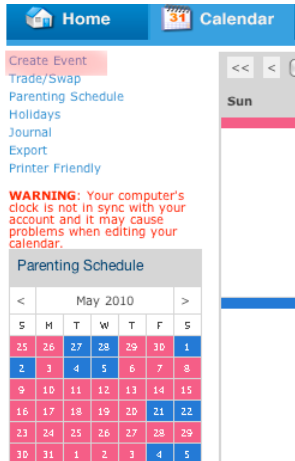 Home
31 Calendar
Create Event
Trade/Swap
Parenting Schedule
Holidays
Journal
Export
Printer Friendly
WARNING: Your computer's
clock is not in sync with your
account and it may cause
problems when editing your
calendar.
<< <
Sun
Parenting Schedule
< May 2010 >
S M T W T F S
25 26 27 28 29 30 1
2 3 4 5 6 7 8
9 10 11 12 13 14 15
16 17 18 19 20 21 22
23 24 25 26 27 28 29
30 31 1 2 3 4 5